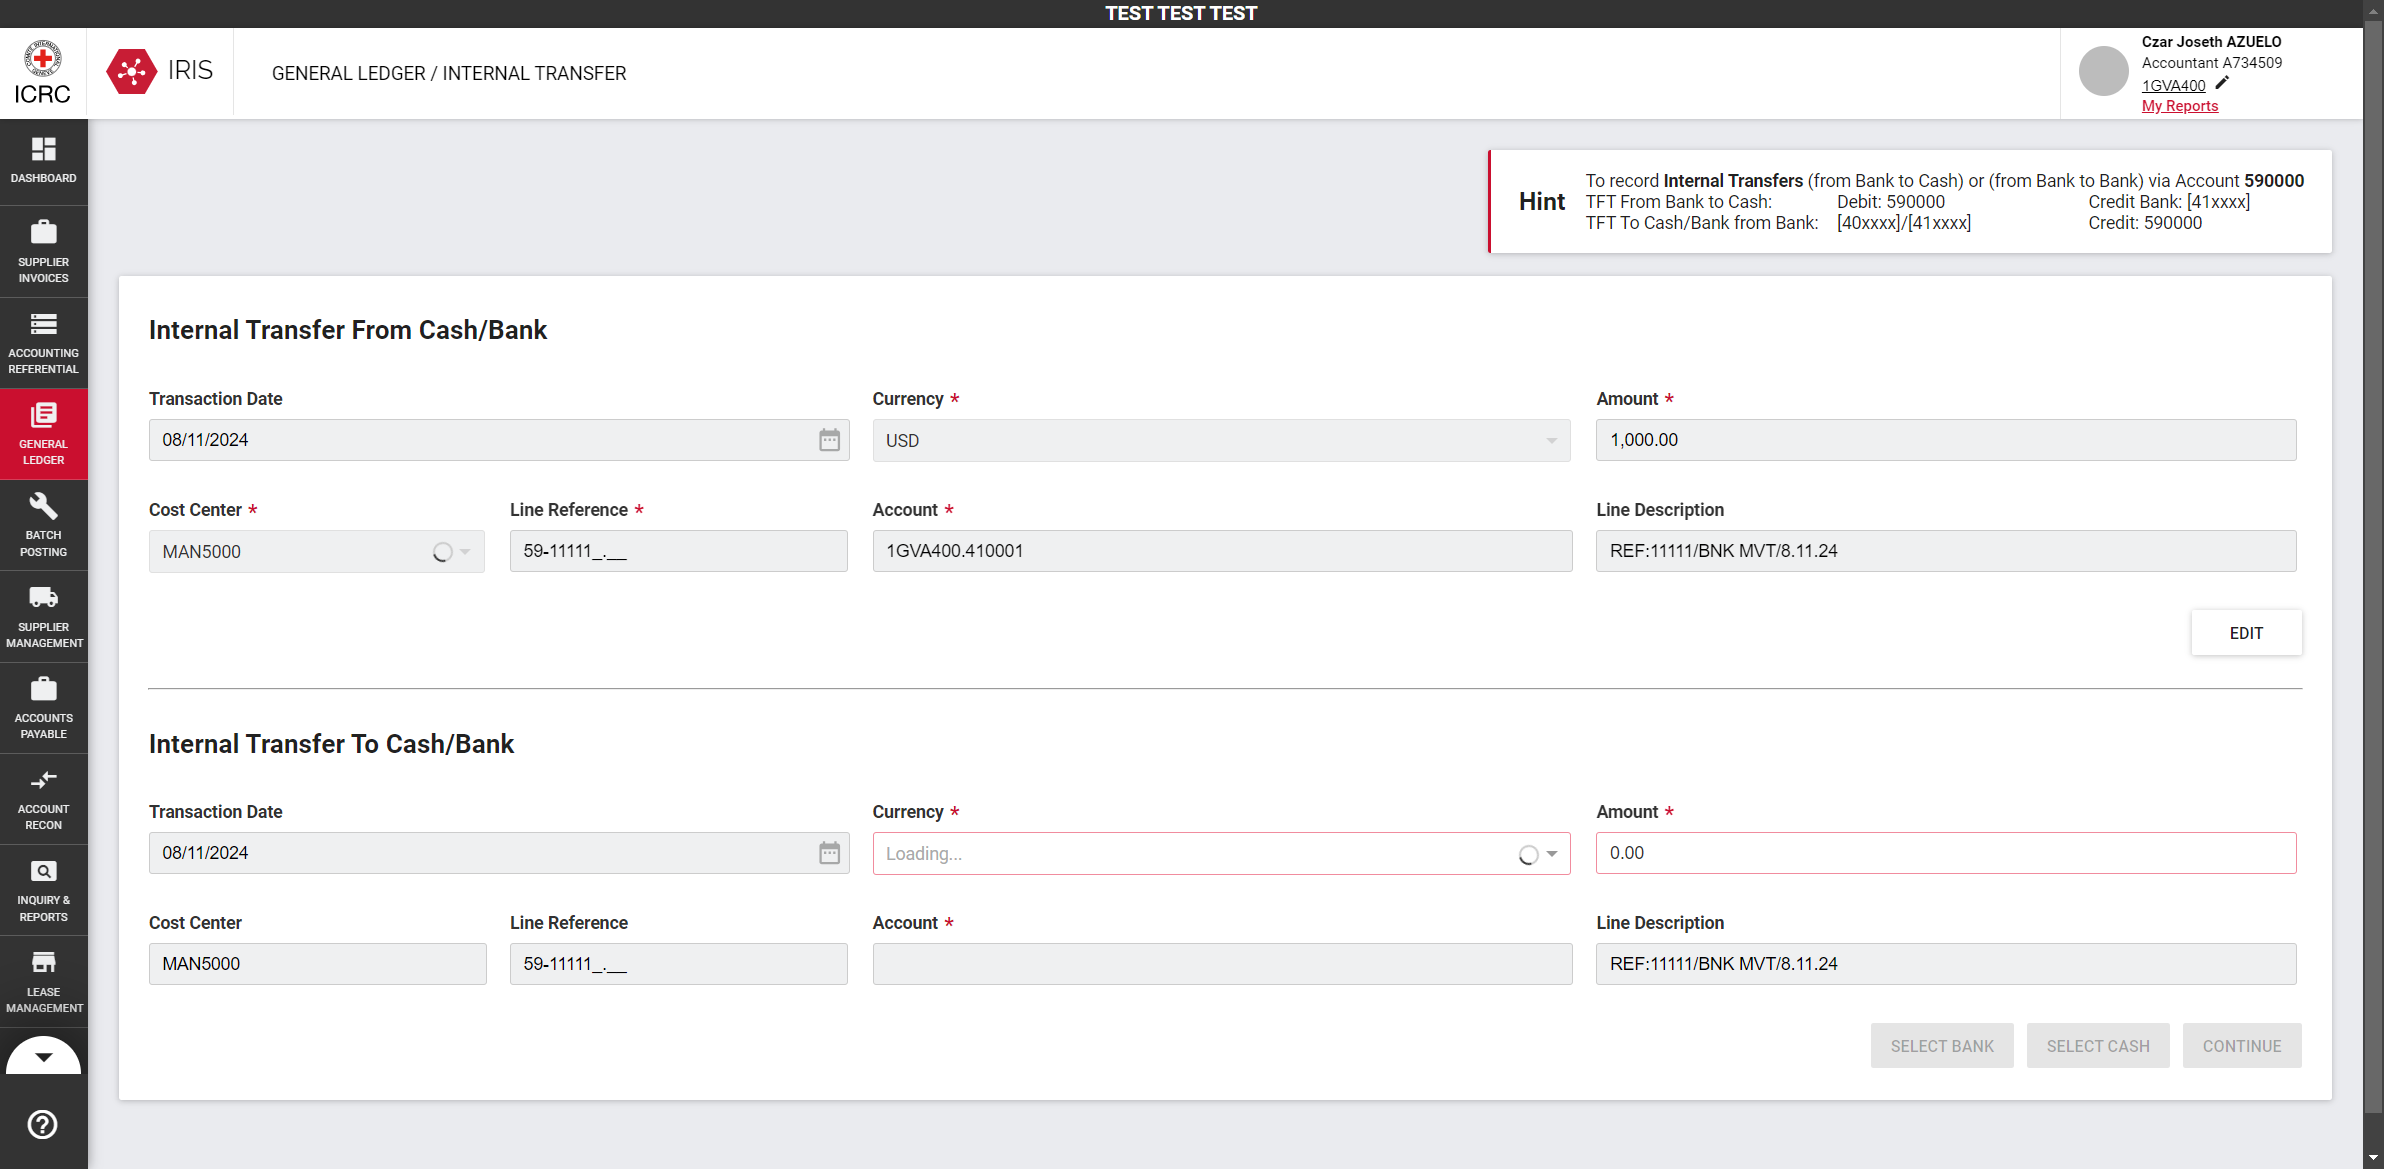 TEST TEST TEST
ICRC
IRIS
GENERAL LEDGER / INTERNAL TRANSFER
Czar Joseth AZUELO
Accountant A734509
1GVA400
My Reports
DASHBOARD
SUPPLIER
INVOICES
ACCOUNTING
REFERENTIAL
GENERAL
LEDGER
BATCH
POSTING
SUPPLIER
MANAGEMENT
ACCOUNTS
PAYABLE
ACCOUNT
RECON
INQUIRY &
REPORTS
LEASE
MANAGEMENT
Hint
To record Internal Transfers (from Bank to Cash) or (from Bank to Bank) via Account 590000
TFT From Bank to Cash: Debit: 590000 Credit Bank: [41xxxx]
TFT To Cash/Bank from Bank: [40xxxx]/[41xxxx] Credit: 590000
Internal Transfer From Cash/Bank
Transaction Date Currency * Amount *
08/11/2024 USD 1,000.00
Cost Center * Line Reference * Account * Line Description
MAN5000 59-11111_.__ 1GVA400.410001 REF:11111/BNK MVT/8.11.24
EDIT
Internal Transfer To Cash/Bank
Transaction Date Currency * Amount *
08/11/2024 Loading... 0.00
Cost Center Line Reference Account * Line Description
MAN5000 59-11111_.__ REF:11111/BNK MVT/8.11.24
SELECT BANK SELECT CASH CONTINUE